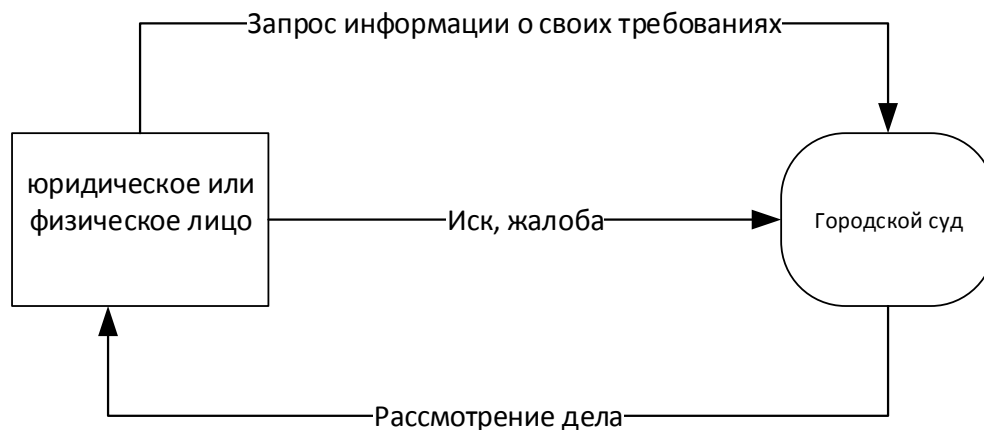 Запрос информации о своих требованиях
юридическое или
физическое лицо
Иск, жалоба
Городской суд
Рассмотрение дела